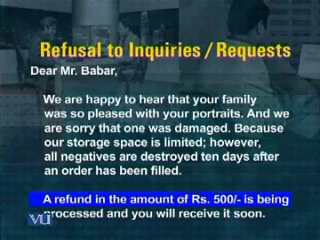 Refusal to Inquiries / Requests
Dear Mr. Babar,
We are happy to hear that your family
was so pleased with your portraits. And we
are sorry that one was damaged. Because
our storage space is limited; however,
all negatives are destroyed ten days after
an order has been filled.
A refund in the amount of Rs. 500/- is being
processed and you will receive it soon.
VU